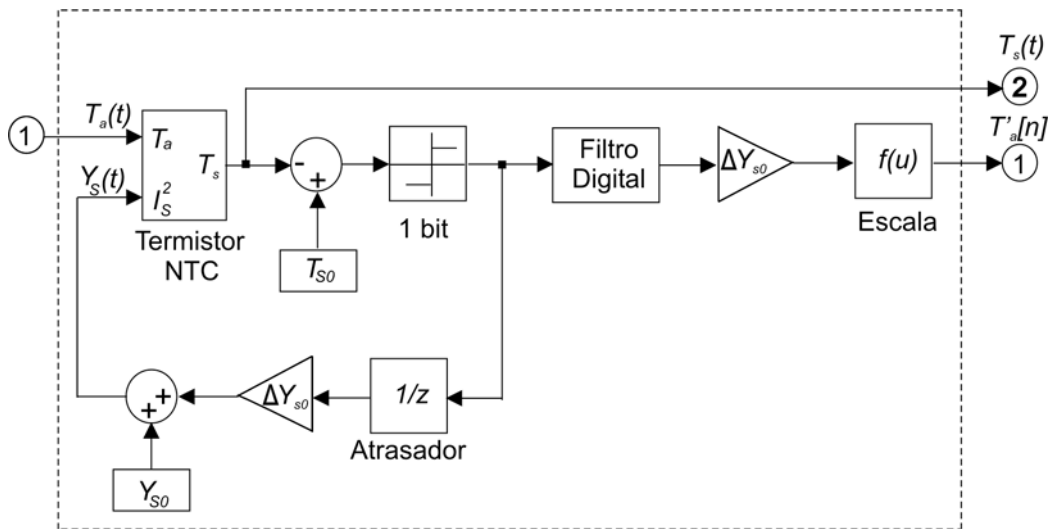 T_s(t)
2
T_a(t)
T'_a[n]
1
T_a
T_s
-
+
Filtro
Digital
ΔY_s0
f(u)
1
Y_S(t)
I_S^2
1 bit
Escala
Termistor
NTC
T_S0
+
+
ΔY_s0
1/z
Atrasador
Y_S0